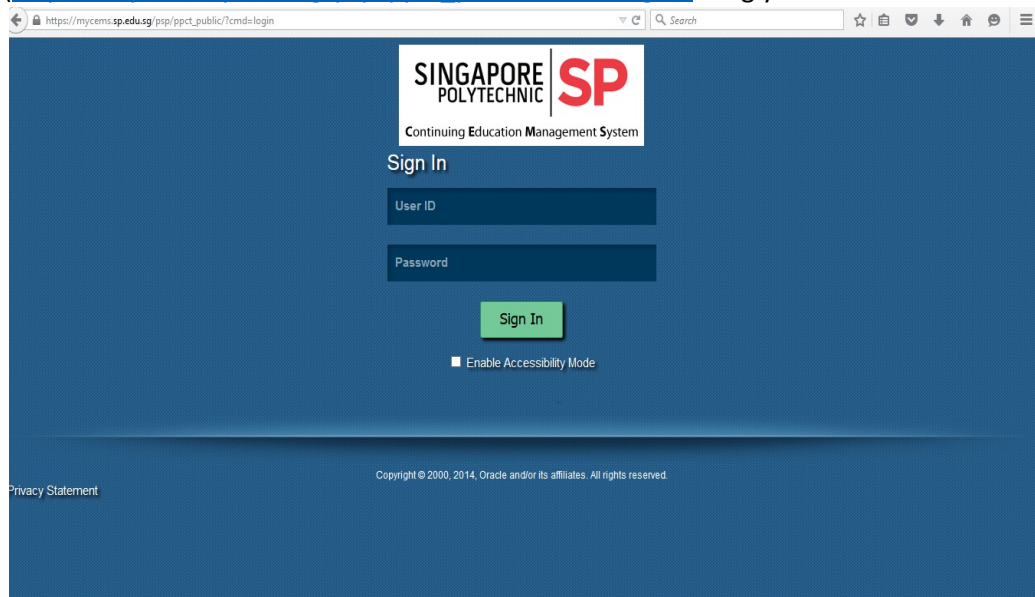 https://mycems.sp.edu.sg/psp/ppct_public/?cmd=login
Search
SINGAPORE
POLYTECHNIC
SP
Continuing Education Management System
Sign In
User ID
Password
Sign In
Enable Accessibility Mode
Copyright © 2000, 2014, Oracle and/or its affiliates. All rights reserved.
Privacy Statement